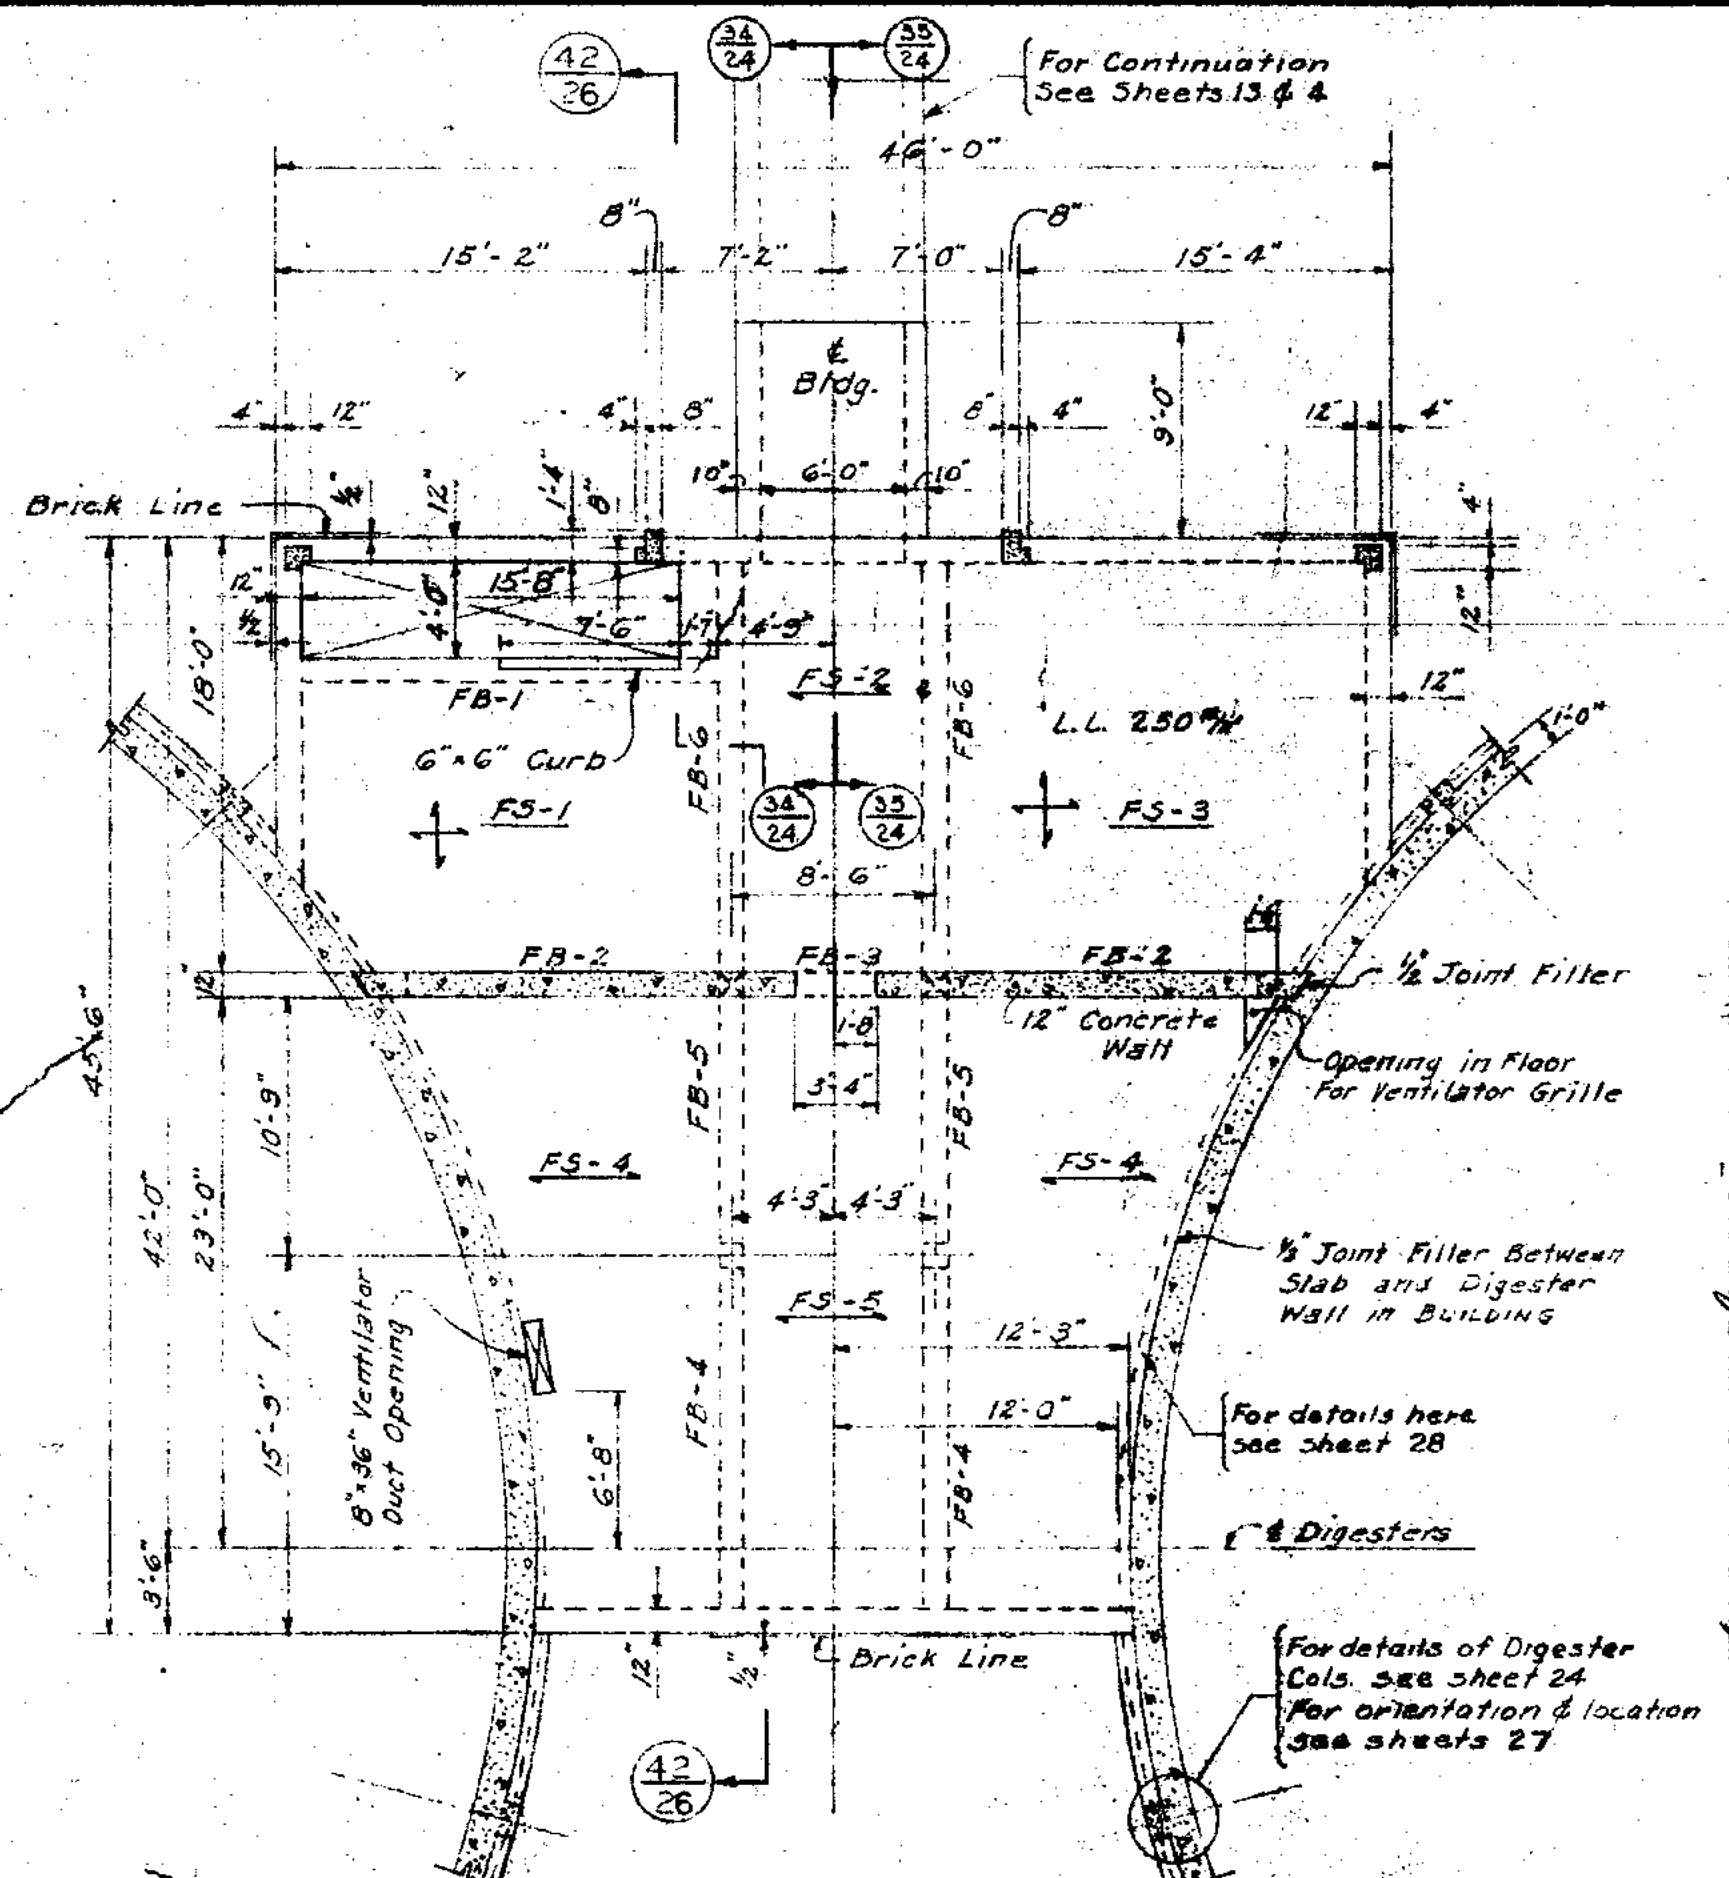 34
24
35
24
42
26
For Continuation
See Sheets 13 & 4
46'-0"
8"
8"
15'-2"
7'-2"
7'-0"
15'-4"
℄
Bldg.
9'-0"
4"
12"
4"
8"
8"
4"
12"
4"
10"
6'-0"
10"
Brick Line
½"
12"
1'-4"
8"
4"
12"
12"
½"
15'-8"
4'-0"
7'-6"
1'-7"
4'-9"
18'-0"
FB-1
FS-2
FB-6
FB-6
12"
L.L. 250 #/□'
1'-0"
6"x6" Curb
FS-1
34
24
35
24
FS-3
8'-6"
FB-2
FB-3
FB-2
12"
½" Joint Filler
12" Concrete
Wall
1'-8"
3'-4"
Opening in Floor
For Ventilator Grille
45'-6"
10'-9"
FB-5
FB-5
42'-0"
23'-0"
FS-4
FS-4
4'-3"
4'-3"
½" Joint Filler Between
Slab and Digester
Wall in BUILDING
FS-5
8"x36" Ventilator
Duct Opening
12'-3"
15'-9"
FB-4
12'-0"
For details here
see sheet 28
6'-8"
FB-4
℄ Digesters
3'-6"
12"
½"
Brick Line
For details of Digester
Cols. see sheet 24
For orientation & location
see sheets 27
42
26